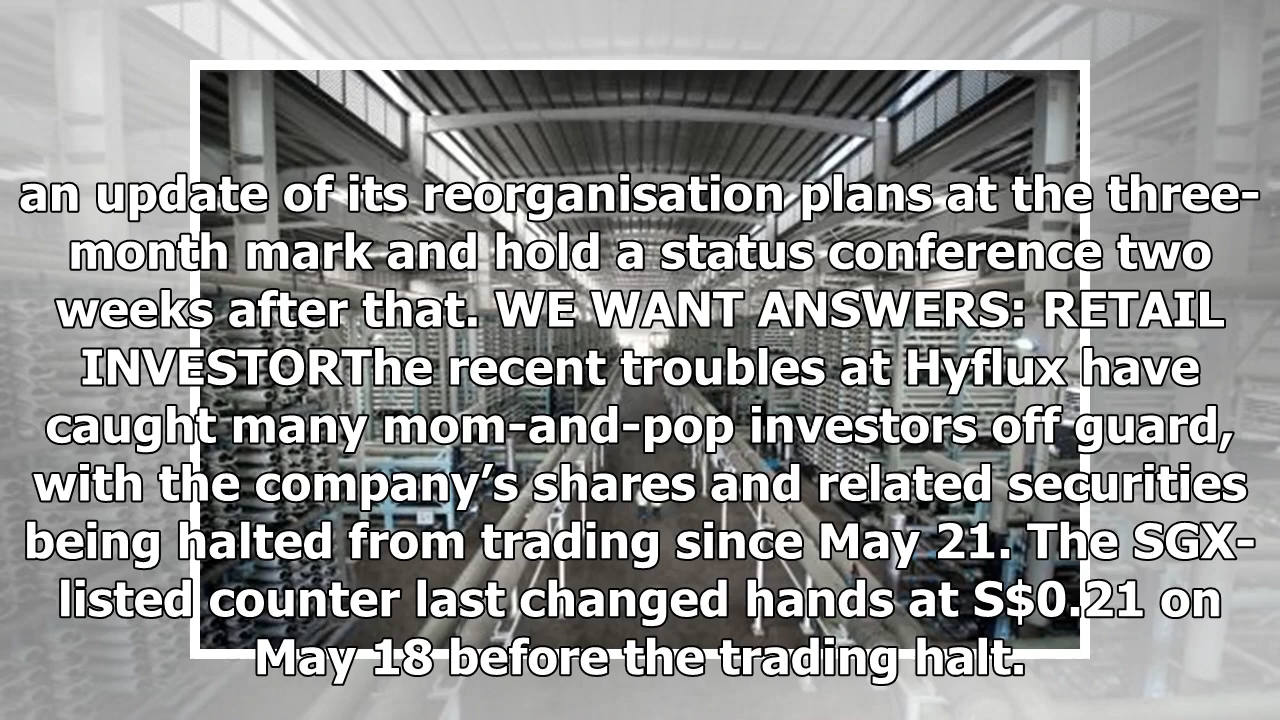 an update of its reorganisation plans at the three-
month mark and hold a status conference two
weeks after that. WE WANT ANSWERS: RETAIL
INVESTORThe recent troubles at Hyflux have
caught many mom-and-pop investors off guard,
with the company’s shares and related securities
being halted from trading since May 21. The SGX-
listed counter last changed hands at S$0.21 on
May 18 before the trading halt.